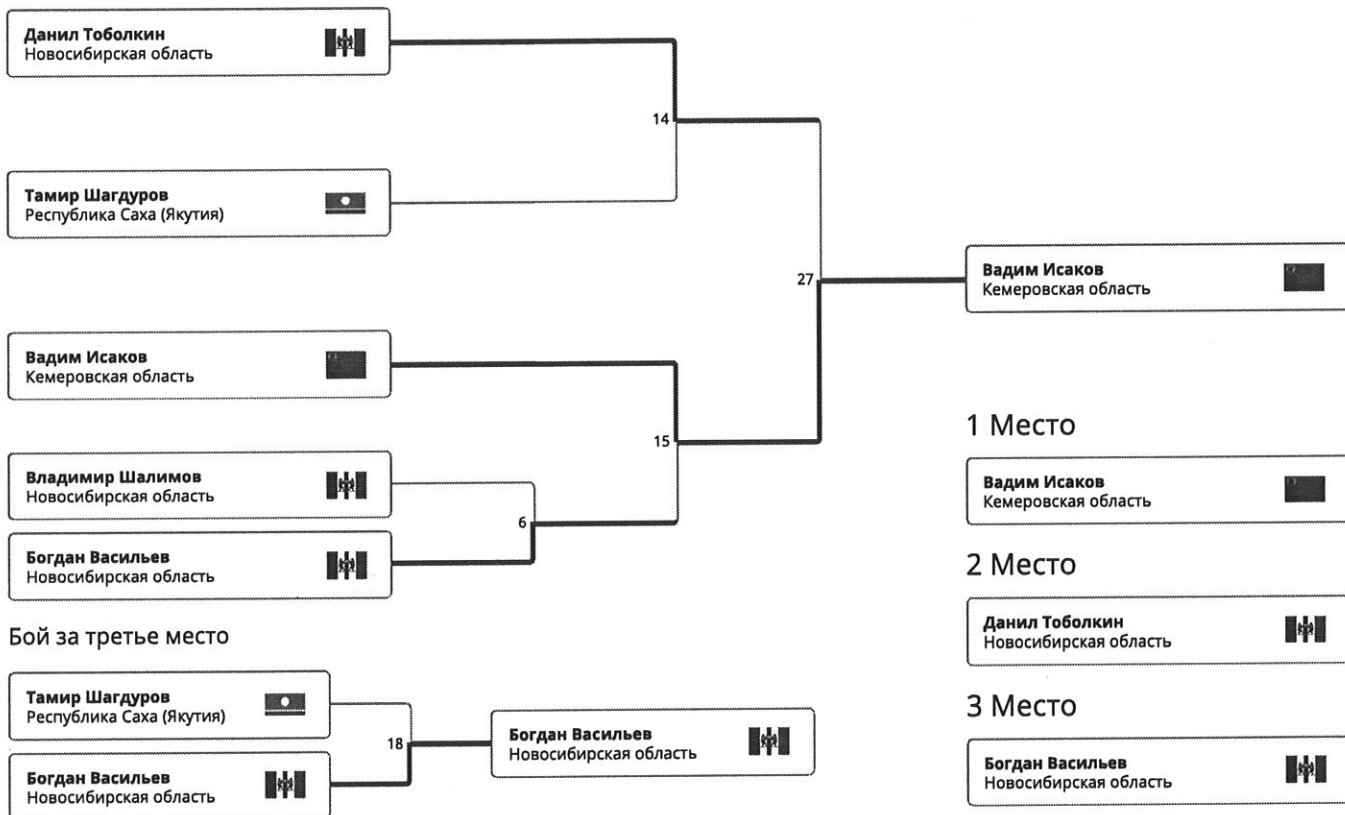 Данил Тоболкин
Новосибирская область
14
Тамир Шагдуров
Республика Саха (Якутия)
27
Вадим Исаков
Кемеровская область
Вадим Исаков
Кемеровская область
15
Владимир Шалимов
Новосибирская область
6
Богдан Васильев
Новосибирская область
Бой за третье место
Тамир Шагдуров
Республика Саха (Якутия)
18
Богдан Васильев
Новосибирская область
Богдан Васильев
Новосибирская область
1 Место
Вадим Исаков
Кемеровская область
2 Место
Данил Тоболкин
Новосибирская область
3 Место
Богдан Васильев
Новосибирская область